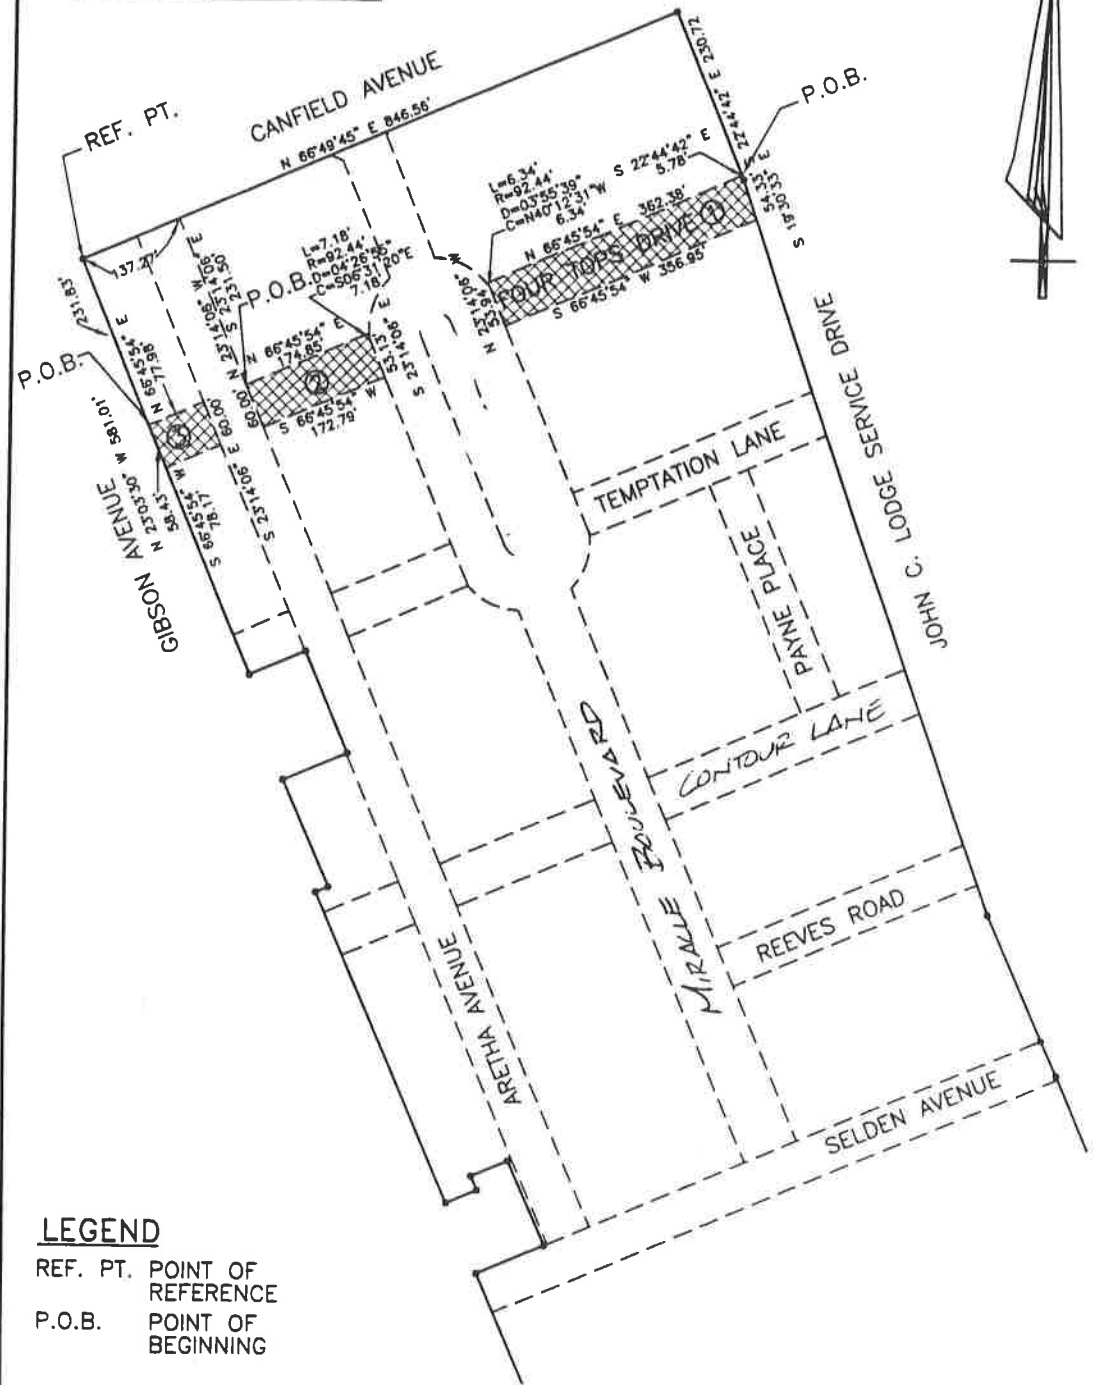 REF. PT.
CANFIELD AVENUE
N 66°49'45" E 846.56'
S 22°44'42" E 230.72
P.O.B.
L=6.34'
R=92.44'
D=03°55'39"
C=N40°12'31"W
6.34'
S 22°44'42" E
5.78'
54.33'
S 19°30'33" E
N 66°45'54" E 362.38'
FOUR TOPS DRIVE ①
S 66°45'54" W 356.95'
N 23°14'06" W
53.94'
137.27'
231.83'
N 23°14'06" W
S 23°14'06" E
231.50'
P.O.B.
L=7.18'
R=92.44'
D=04°26'55"
C=S06°31'20"E
7.18'
N 66°45'54" E
174.85'
②
60.00'
S 66°45'54" W
172.79'
53.13'
S 23°14'06" E
P.O.B.
N 66°45'54" E
77.98'
③
S 23°14'06" E 60.00'
S 66°45'54" W
78.17'
N 23°03'30" W 581.01'
58.43'
GIBSON AVENUE
TEMPTATION LANE
PAYNE PLACE
JOHN C. LODGE SERVICE DRIVE
CONTOUR LANE
MIRACLE BOULEVARD
REEVES ROAD
ARETHA AVENUE
SELDEN AVENUE
LEGEND
REF. PT. POINT OF
REFERENCE
P.O.B. POINT OF
BEGINNING